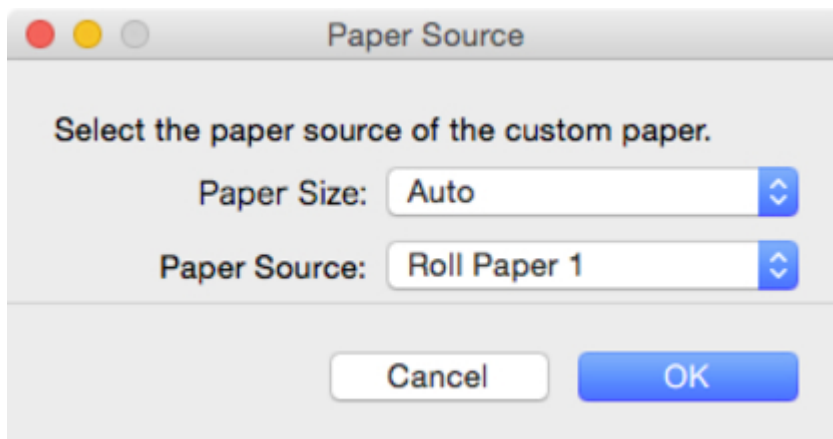 Paper Source
Select the paper source of the custom paper.
Paper Size: Auto
Paper Source: Roll Paper 1
Cancel OK